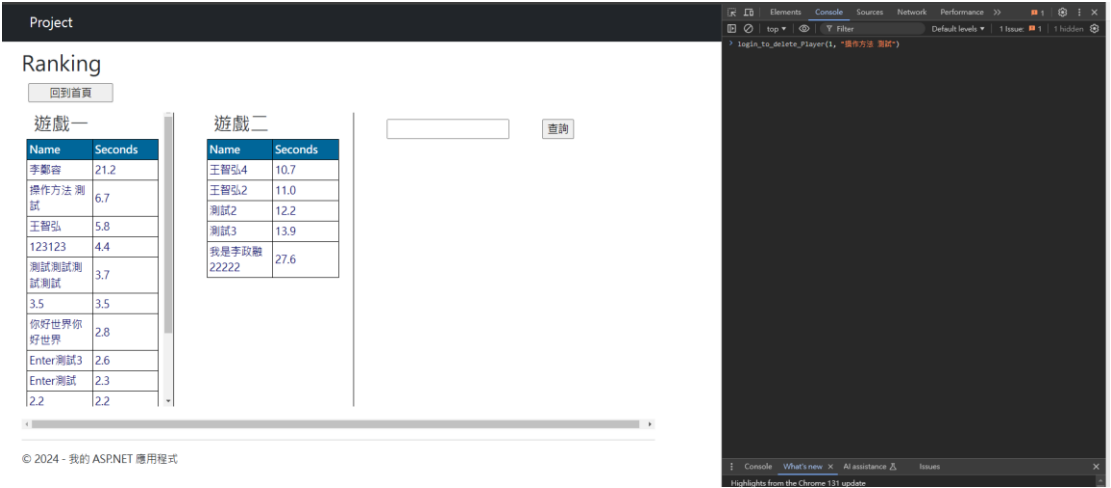 Project
Ranking
回到首頁
遊戲一
Name Seconds
李鄭容 21.2
操作方法 測
試 6.7
王智弘 5.8
123123 4.4
測試測試測
試測試 3.7
3.5 3.5
你好世界你
好世界 2.8
Enter測試3 2.6
Enter測試 2.3
2.2 2.2
遊戲二
Name Seconds
王智弘4 10.7
王智弘2 11.0
測試2 12.2
測試3 13.9
我是李政融
22222 27.6
查詢
© 2024 - 我的 ASP.NET 應用程式
Elements Console Sources Network Performance 1
top Filter Default levels 1 Issue: 1 1 hidden
login_to_delete_Player(1, "操作方法 測試")
Console What's new AI assistance Issues
Highlights from the Chrome 131 update